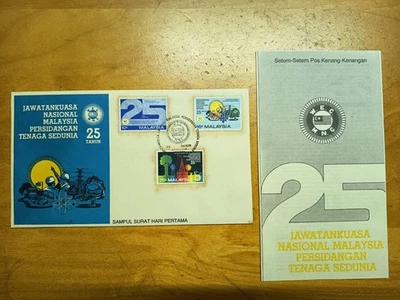 JAWATANKUASA
NASIONAL
MALAYSIA
PERSIDANGAN
TENAGA SEDUNIA
25
TAHUN
25
MALAYSIA
MALAYSIA
MALAYSIA
SAMPUL SURAT HARI PERTAMA
Setem-Setem Pos Kenang-Kenangan
25
JAWATANKUASA
NASIONAL MALAYSIA
PERSIDANGAN
TENAGA SEDUNIA